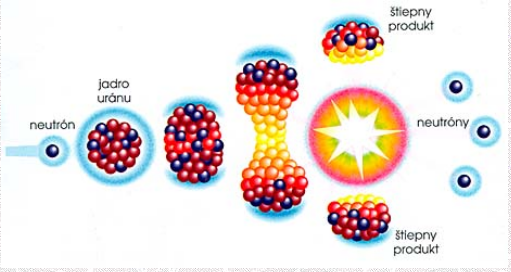 neutrón
jadro
uránu
štiepny
produkt
neutróny
štiepny
produkt